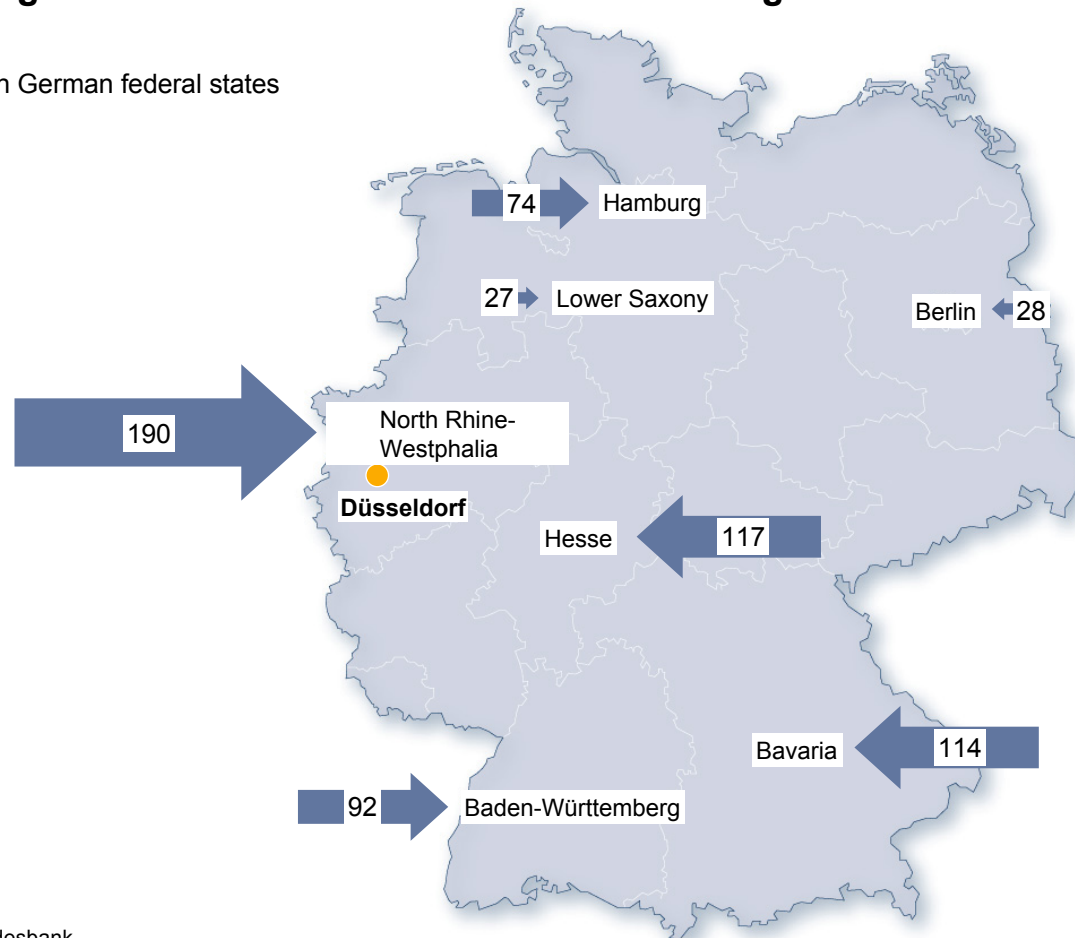 n German federal states
74
Hamburg
27
Lower Saxony
Berlin
28
190
North Rhine-
Westphalia
Düsseldorf
Hesse
117
Bavaria
114
92
Baden-Württemberg